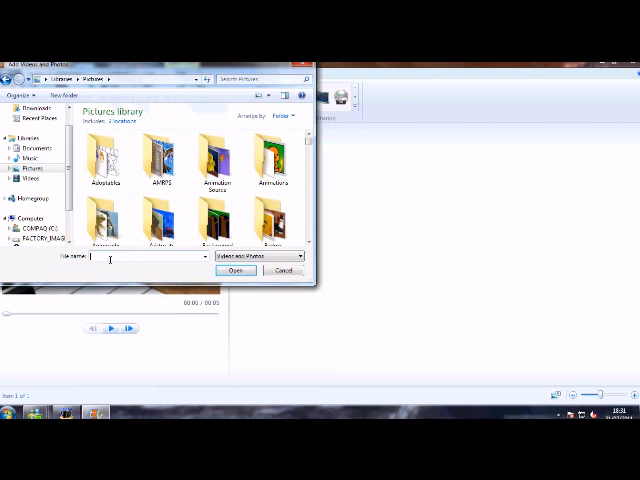 Add Videos and Photos
Libraries
Pictures
Search Pictures
Organize
New folder
Downloads
Recent Places
Libraries
Documents
Music
Pictures
Videos
Homegroup
Computer
COMPAQ (C:)
FACTORY_IMAG
Pictures library
Includes: 2 locations
Arrange by: Folder
Adoptables
AMRPS
Animation
Source
Animations
File name:
Videos and Photos
Open
Cancel
00:00 / 00:05
Item 1 of 1
18:31